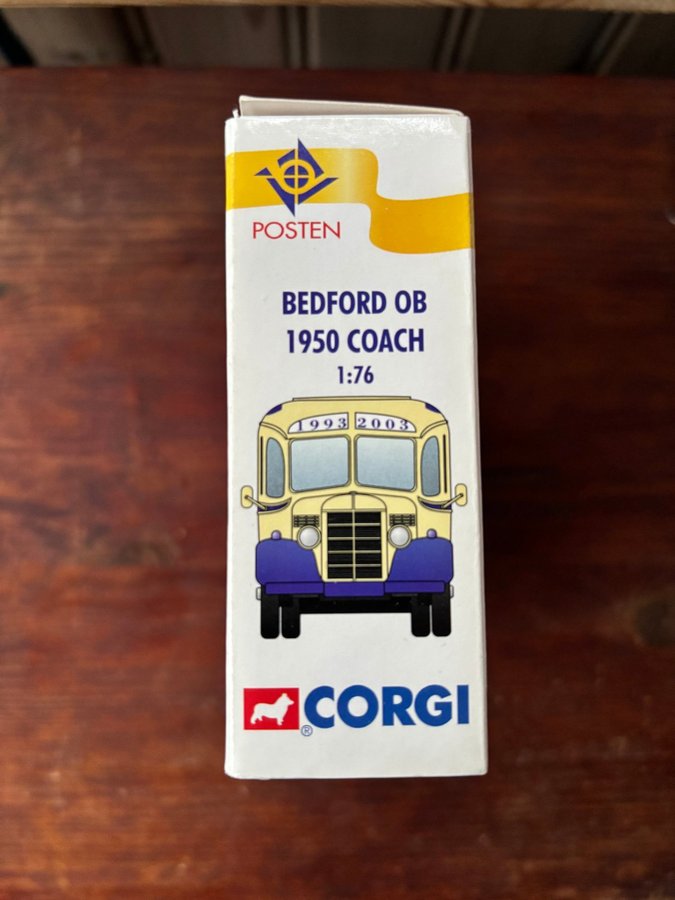 POSTEN
BEDFORD OB
1950 COACH
1:76
1993 2003
CORGI
®